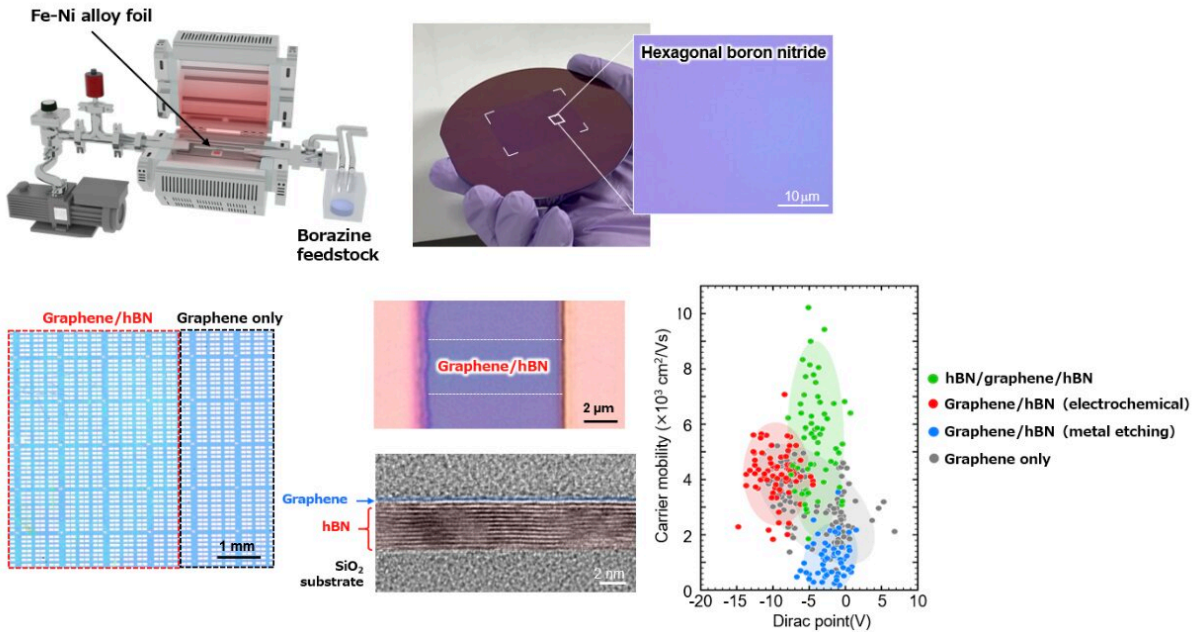 Fe-Ni alloy foil
Borazine
feedstock
Hexagonal boron nitride
10 μm
Graphene/hBN
Graphene only
1 mm
Graphene/hBN
2 μm
Graphene
hBN
SiO₂
substrate
2 nm
Carrier mobility (×10³ cm²/Vs)
10
8
6
4
2
0
-20
-15
-10
-5
0
5
10
Dirac point(V)
hBN/graphene/hBN
Graphene/hBN (electrochemical)
Graphene/hBN (metal etching)
Graphene only